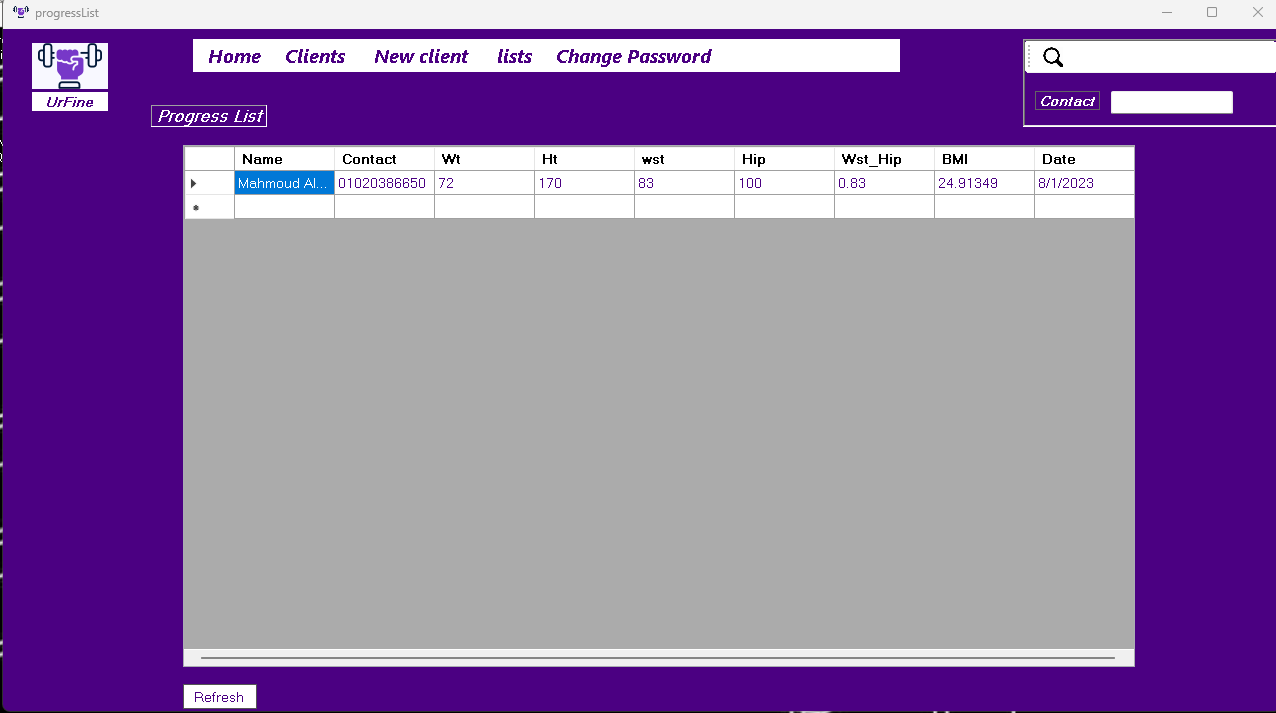 progressList
Home Clients New client lists Change Password
UrFine
Contact
Progress List
Name Contact Wt Ht wst Hip Wst_Hip BMI Date
Mahmoud Al... 01020386650 72 170 83 100 0.83 24.91349 8/1/2023
Refresh